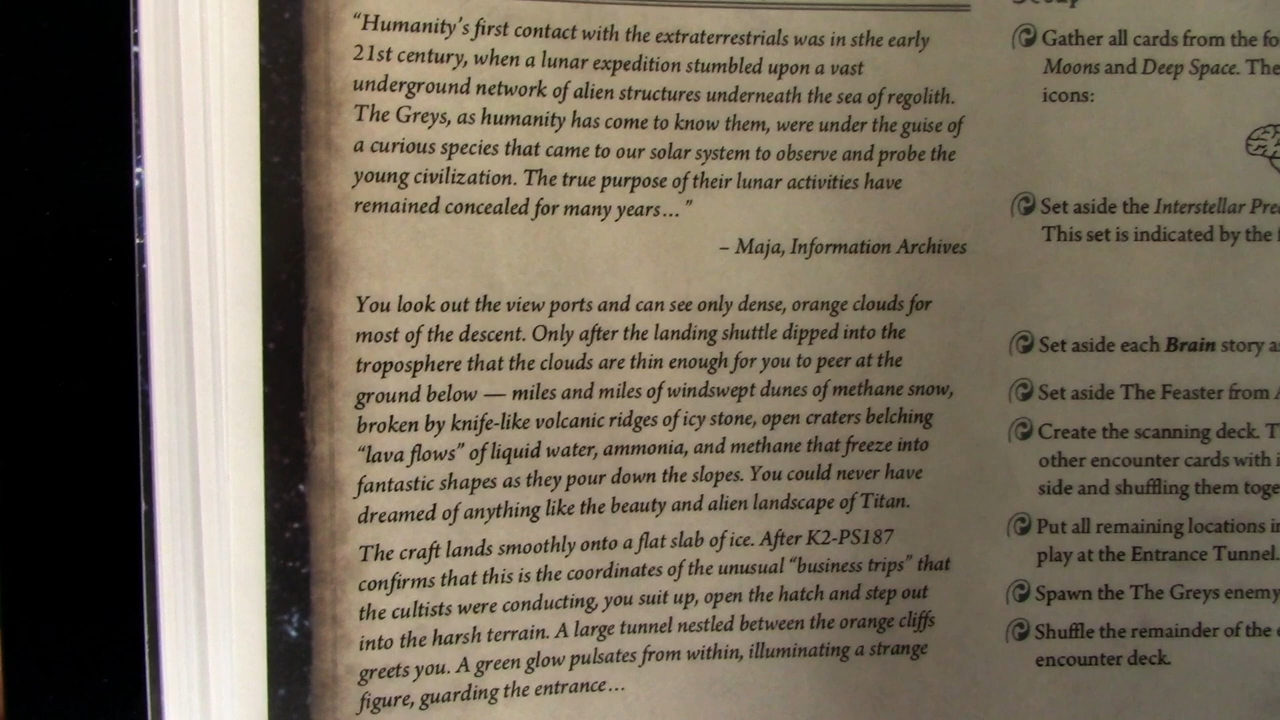 “Humanity’s first contact with the extraterrestrials was in sthe early
21st century, when a lunar expedition stumbled upon a vast
underground network of alien structures underneath the sea of regolith.
The Greys, as humanity has come to know them, were under the guise of
a curious species that came to our solar system to observe and probe the
young civilization. The true purpose of their lunar activities have
remained concealed for many years…”
– Maja, Information Archives
You look out the view ports and can see only dense, orange clouds for
most of the descent. Only after the landing shuttle dipped into the
troposphere that the clouds are thin enough for you to peer at the
ground below — miles and miles of windswept dunes of methane snow,
broken by knife-like volcanic ridges of icy stone, open craters belching
“lava flows” of liquid water, ammonia, and methane that freeze into
fantastic shapes as they pour down the slopes. You could never have
dreamed of anything like the beauty and alien landscape of Titan.
The craft lands smoothly onto a flat slab of ice. After K2-PS187
confirms that this is the coordinates of the unusual “business trips” that
the cultists were conducting, you suit up, open the hatch and step out
into the harsh terrain. A large tunnel nestled between the orange cliffs
greets you. A green glow pulsates from within, illuminating a strange
figure, guarding the entrance…
Gather all cards from the
Moons and Deep Space. The
icons:
Set aside the Interstellar
This set is indicated by the
Set aside each Brain story
Set aside The Feaster from
Create the scanning deck.
other encounter cards with
side and shuffling them
Put all remaining locations
play at the Entrance Tunnel.
Spawn the The Greys enemy
Shuffle the remainder of the
encounter deck.